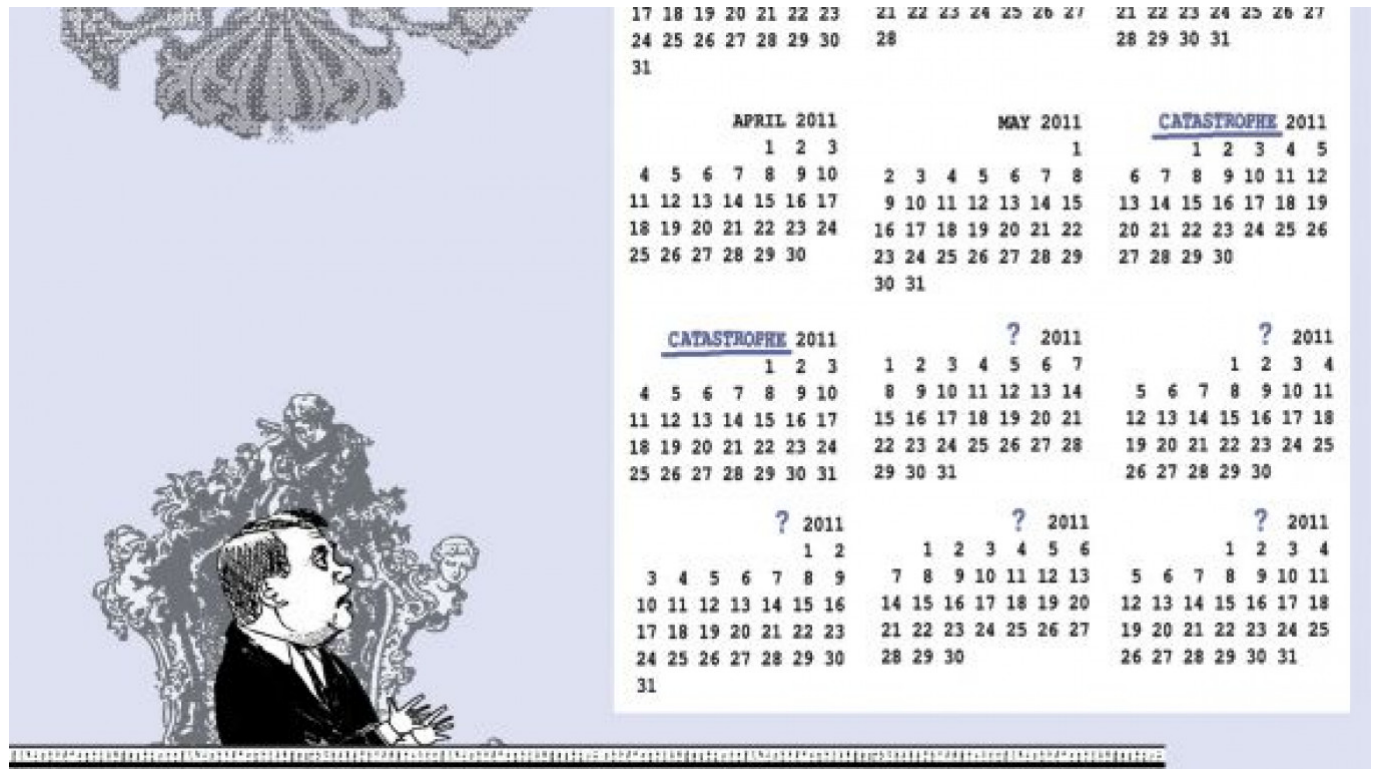 17 18 19 20 21 22 23
24 25 26 27 28 29 30
31
21 22 23 24 25 26 27
28
21 22 23 24 25 26 27
28 29 30 31
APRIL 2011
1 2 3
4 5 6 7 8 9 10
11 12 13 14 15 16 17
18 19 20 21 22 23 24
25 26 27 28 29 30
MAY 2011
1
2 3 4 5 6 7 8
9 10 11 12 13 14 15
16 17 18 19 20 21 22
23 24 25 26 27 28 29
30 31
CATASTROPHE 2011
1 2 3 4 5
6 7 8 9 10 11 12
13 14 15 16 17 18 19
20 21 22 23 24 25 26
27 28 29 30
CATASTROPHE 2011
1 2 3
4 5 6 7 8 9 10
11 12 13 14 15 16 17
18 19 20 21 22 23 24
25 26 27 28 29 30 31
? 2011
1 2 3 4 5 6 7
8 9 10 11 12 13 14
15 16 17 18 19 20 21
22 23 24 25 26 27 28
29 30 31
? 2011
1 2 3 4
5 6 7 8 9 10 11
12 13 14 15 16 17 18
19 20 21 22 23 24 25
26 27 28 29 30
? 2011
1 2
3 4 5 6 7 8 9
10 11 12 13 14 15 16
17 18 19 20 21 22 23
24 25 26 27 28 29 30
31
? 2011
1 2 3 4 5 6
7 8 9 10 11 12 13
14 15 16 17 18 19 20
21 22 23 24 25 26 27
28 29 30
? 2011
1 2 3 4
5 6 7 8 9 10 11
12 13 14 15 16 17 18
19 20 21 22 23 24 25
26 27 28 29 30 31